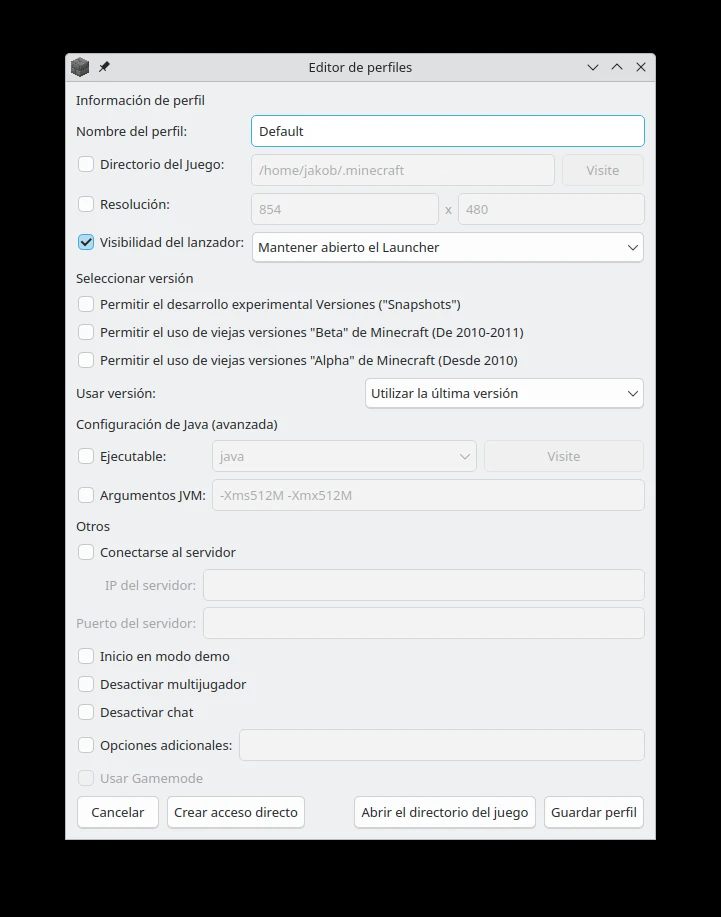 Editor de perfiles
Información de perfil
Nombre del perfil: Default
Directorio del Juego: /home/jakob/.minecraft Visite
Resolución: 854 x 480
Visibilidad del lanzador: Mantener abierto el Launcher
Seleccionar versión
Permitir el desarrollo experimental Versiones ("Snapshots")
Permitir el uso de viejas versiones "Beta" de Minecraft (De 2010-2011)
Permitir el uso de viejas versiones "Alpha" de Minecraft (Desde 2010)
Usar versión: Utilizar la última versión
Configuración de Java (avanzada)
Ejecutable: java Visite
Argumentos JVM: -Xms512M -Xmx512M
Otros
Conectarse al servidor
IP del servidor:
Puerto del servidor:
Inicio en modo demo
Desactivar multijugador
Desactivar chat
Opciones adicionales:
Usar Gamemode
Cancelar Crear acceso directo Abrir el directorio del juego Guardar perfil